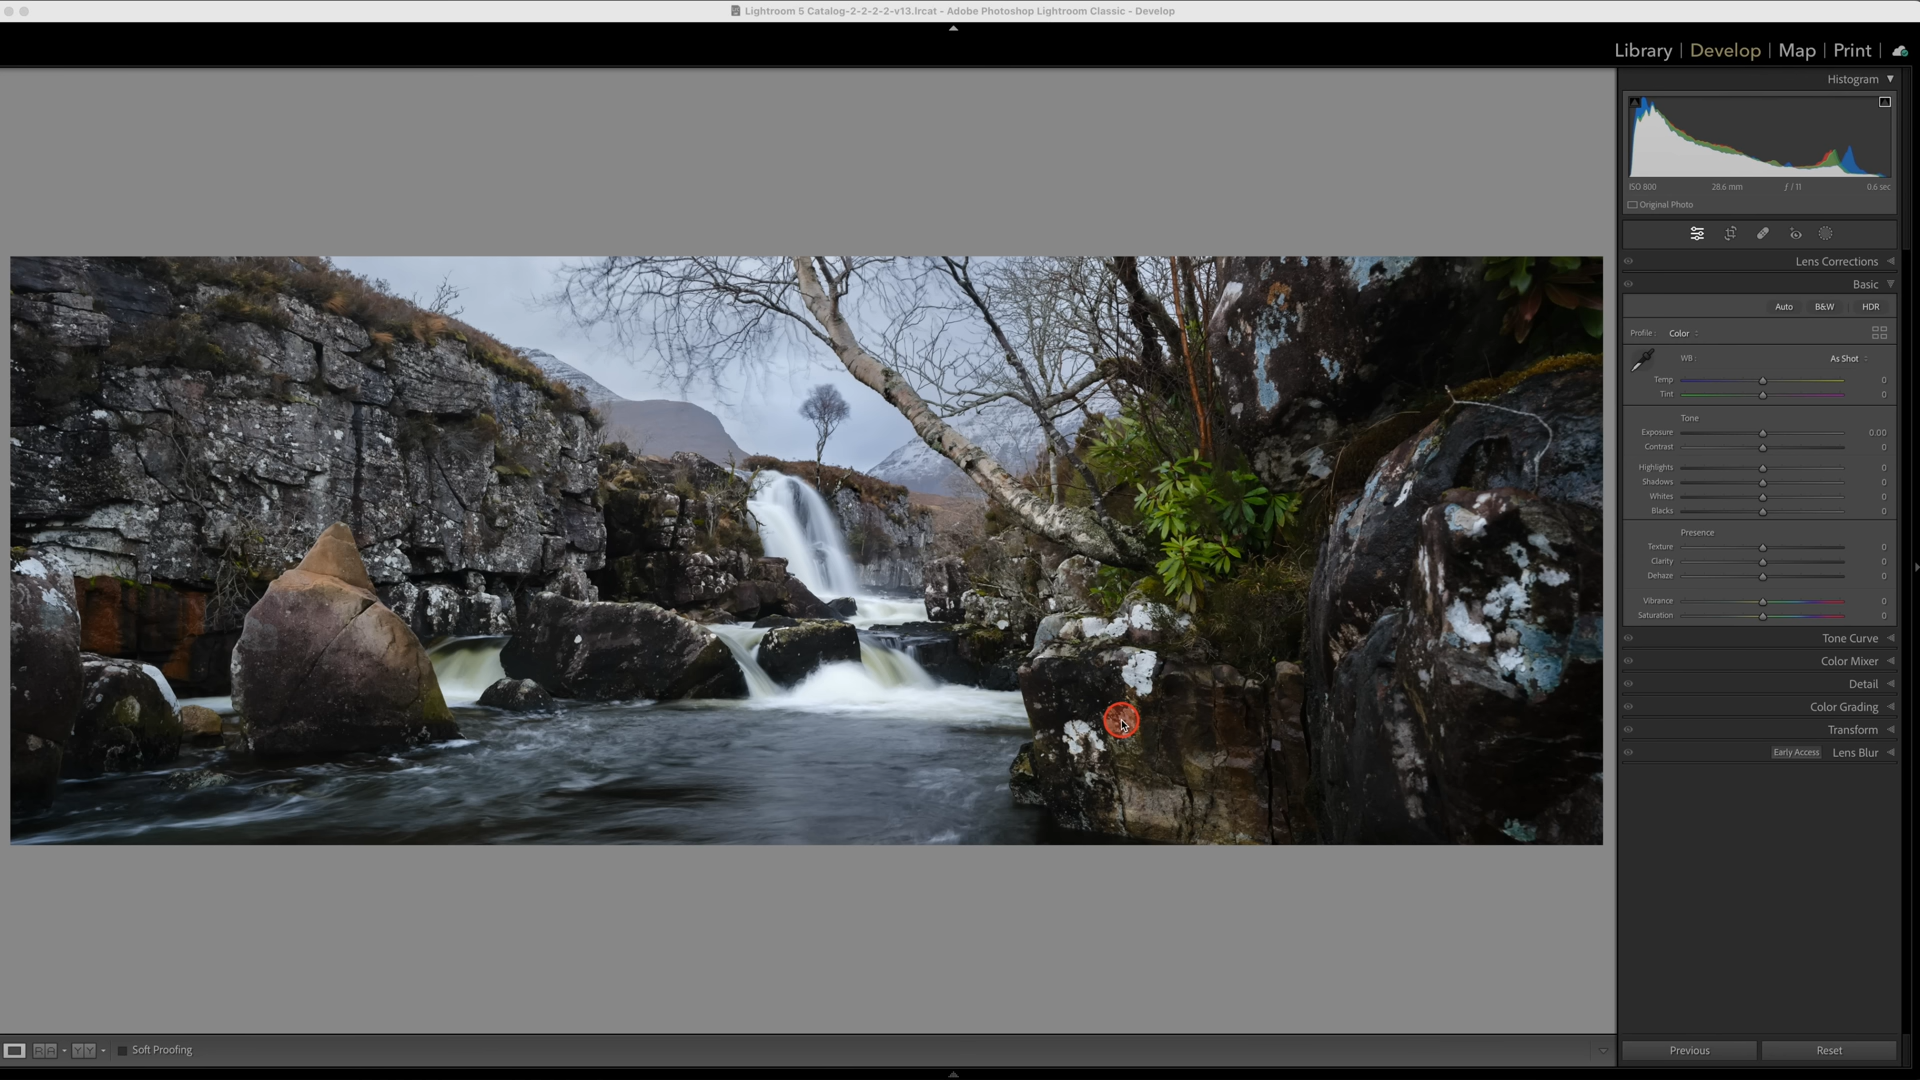 Lightroom 5 Catalog-2-2-2-2-v13.lrcat - Adobe Photoshop Lightroom Classic - Develop
Library | Develop | Map | Print |
Histogram
ISO 800 28.6 mm ƒ / 11 0.6 sec
Original Photo
Lens Corrections
Basic
Auto B&W HDR
Profile : Color
WB : As Shot
Temp 0
Tint 0
Tone
Exposure 0.00
Contrast 0
Highlights 0
Shadows 0
Whites 0
Blacks 0
Presence
Texture 0
Clarity 0
Dehaze 0
Vibrance 0
Saturation 0
Tone Curve
Color Mixer
Detail
Color Grading
Transform
Early Access Lens Blur
R A Y Y Soft Proofing
Previous Reset